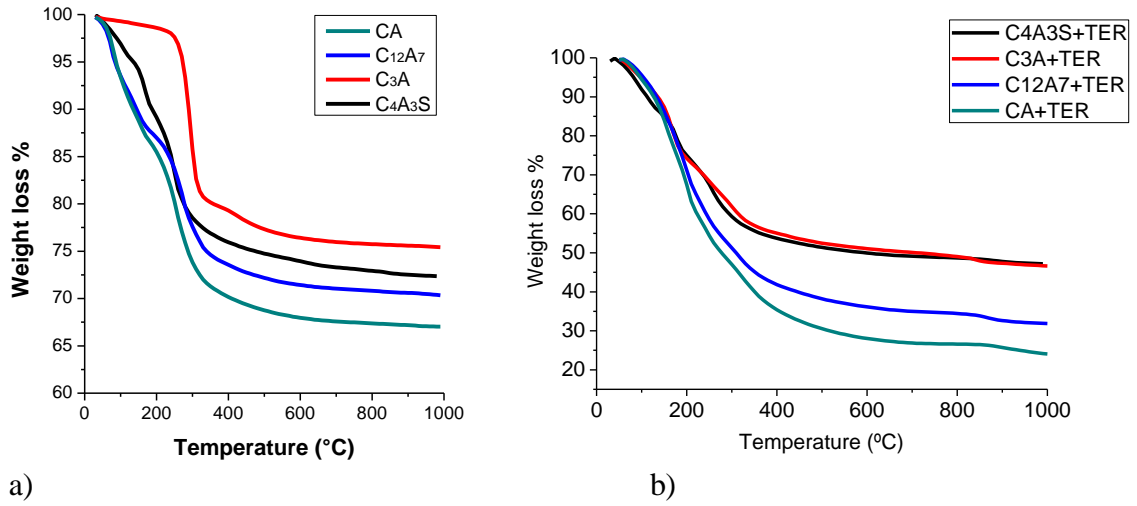 100
95
90
85
80
75
70
65
60
0 200 400 600 800 1000
Weight loss %
Temperature (°C)
CA
C₁₂A₇
C₃A
C₄A₃S
a)
100
90
80
70
60
50
40
30
20
0 200 400 600 800 1000
Weight loss %
Temperature (ºC)
C4A3S+TER
C3A+TER
C12A7+TER
CA+TER
b)